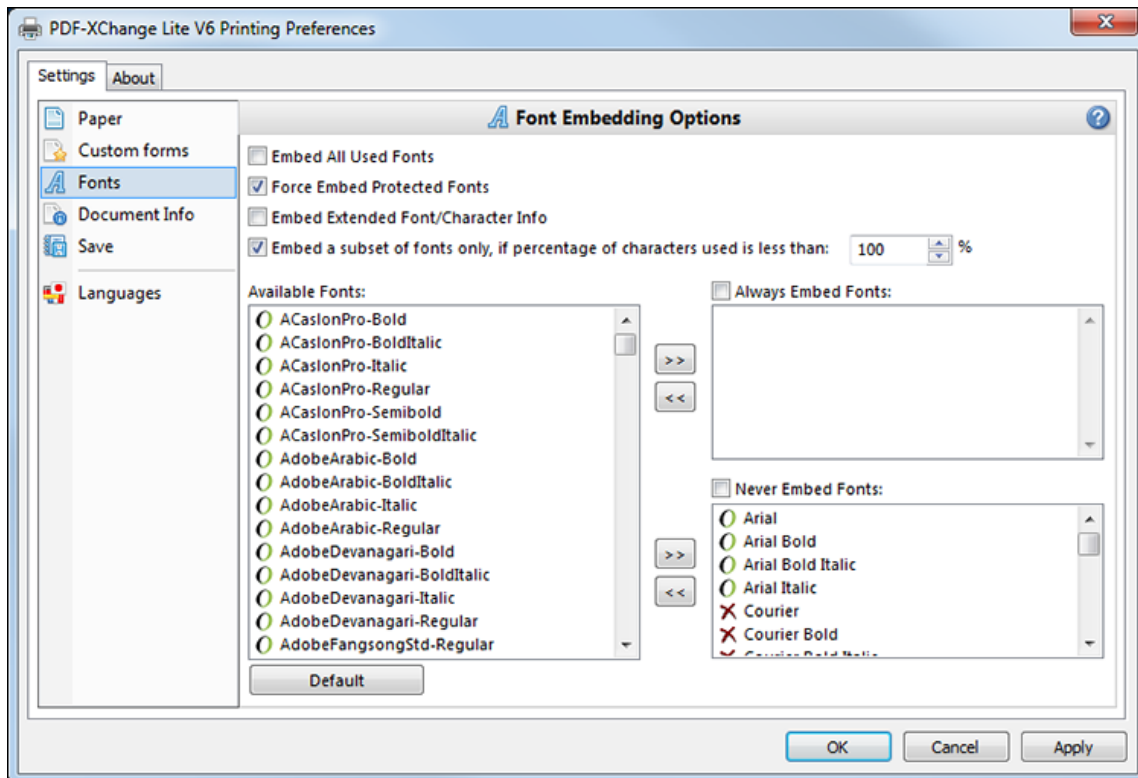 PDF-XChange Lite V6 Printing Preferences
Settings
About
Paper
Custom forms
Fonts
Document Info
Save
Languages
Font Embedding Options
Embed All Used Fonts
Force Embed Protected Fonts
Embed Extended Font/Character Info
Embed a subset of fonts only, if percentage of characters used is less than: 100 %
Available Fonts:
ACaslonPro-Bold
ACaslonPro-BoldItalic
ACaslonPro-Italic
ACaslonPro-Regular
ACaslonPro-Semibold
ACaslonPro-SemiboldItalic
AdobeArabic-Bold
AdobeArabic-BoldItalic
AdobeArabic-Italic
AdobeArabic-Regular
AdobeDevanagari-Bold
AdobeDevanagari-BoldItalic
AdobeDevanagari-Italic
AdobeDevanagari-Regular
AdobeFangsongStd-Regular
Default
>>
<<
Always Embed Fonts:
>>
<<
Never Embed Fonts:
Arial
Arial Bold
Arial Bold Italic
Arial Italic
Courier
Courier Bold
Courier Bold Italic
OK
Cancel
Apply